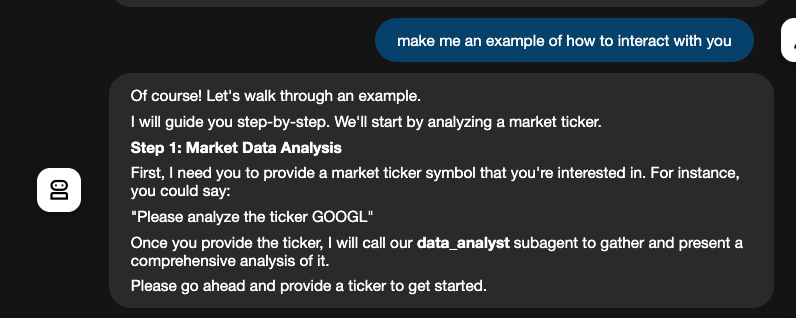 make me an example of how to interact with you
Of course! Let's walk through an example.
I will guide you step-by-step. We'll start by analyzing a market ticker.
Step 1: Market Data Analysis
First, I need you to provide a market ticker symbol that you're interested in. For instance,
you could say:
"Please analyze the ticker GOOGL"
Once you provide the ticker, I will call our data_analyst subagent to gather and present a
comprehensive analysis of it.
Please go ahead and provide a ticker to get started.